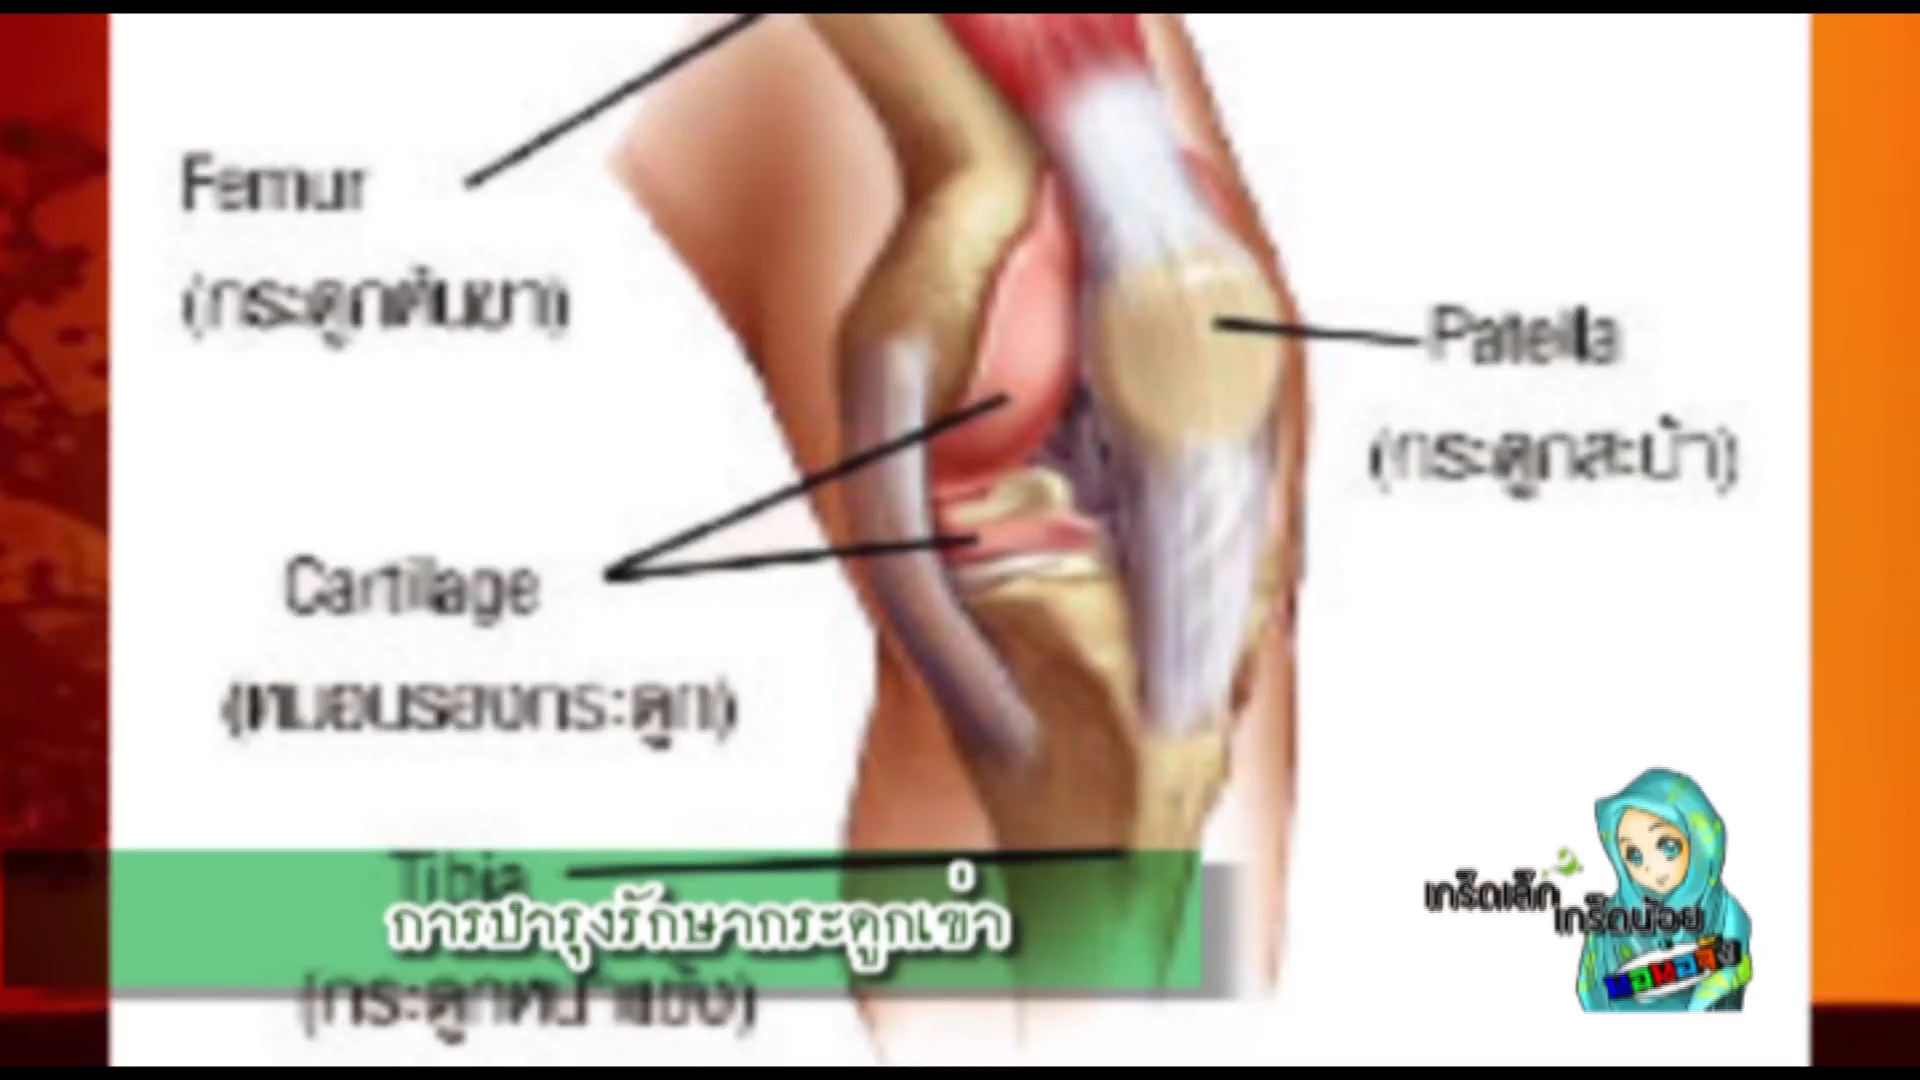 Femur
(กระดูกต้นขา)
Patella
(กระดูกสะบ้า)
Cartilage
(หมอนรองกระดูก)
Tibia
การบำรุงรักษากระดูกเข่า
(กระดูกหน้าแข้ง)
เกร็ดเล็ก
เกร็ดน้อย